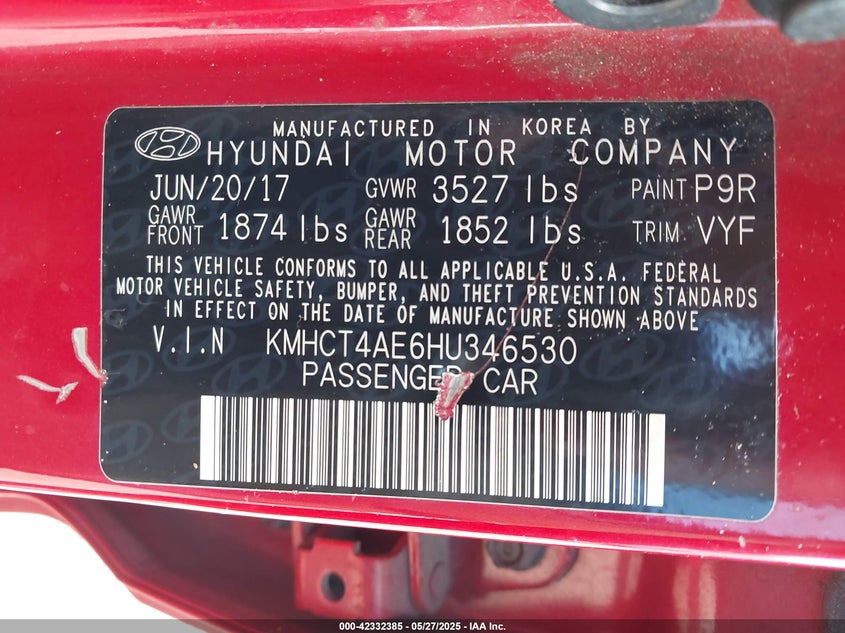 MANUFACTURED IN KOREA BY
HYUNDAI MOTOR COMPANY
JUN/20/17 GVWR 3527 lbs PAINT P9R
GAWR FRONT 1874 lbs GAWR REAR 1852 lbs TRIM VYF
THIS VEHICLE CONFORMS TO ALL APPLICABLE U.S.A. FEDERAL
MOTOR VEHICLE SAFETY, BUMPER, AND THEFT PREVENTION STANDARDS
IN EFFECT ON THE DATE OF MANUFACTURE SHOWN ABOVE
V.I.N KMHCT4AE6HU346530
PASSENGER CAR
000-42332385 - 05/27/2025 - IAA Inc.